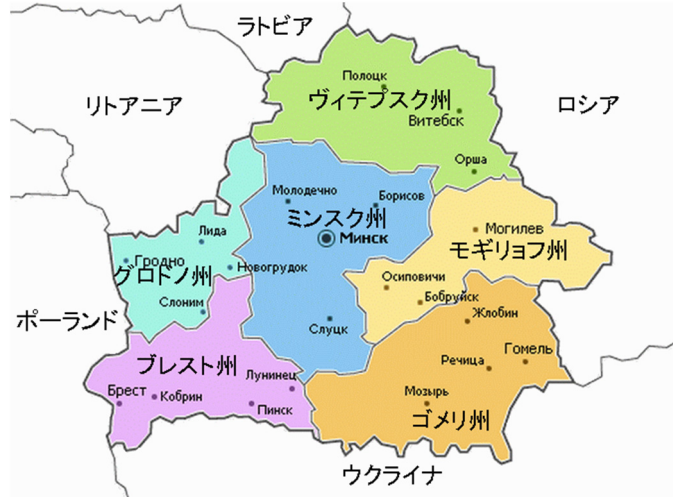 ラトビア
Полоцк
リトアニア
ヴィテプスク州
ロシア
Витебск
Орша
Молодечно
Борисов
ミンスク州
Минск
Лида
Могилев
モギリョフ州
Гродно
Новогрудок
グロドノ州
Осиповичи
Бобруйск
Слоним
Жлобин
ポーランド
Слуцк
Гомель
ブレスト州
Речица
Лунинец
Брест
Кобрин
Пинск
Мозырь
ゴメリ州
ウクライナ